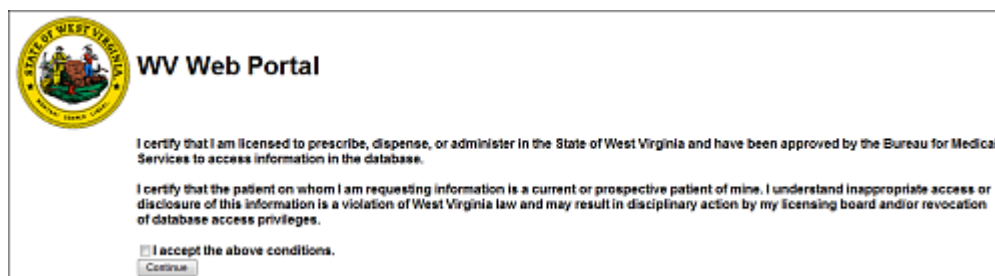 STATE OF WEST VIRGINIA
WV Web Portal
I certify that I am licensed to prescribe, dispense, or administer in the State of West Virginia and have been approved by the Bureau for Medical
Services to access information in the database.
I certify that the patient on whom I am requesting information is a current or prospective patient of mine. I understand inappropriate access or
disclosure of this information is a violation of West Virginia law and may result in disciplinary action by my licensing board and/or revocation
of database access privileges.
I accept the above conditions.
Continue